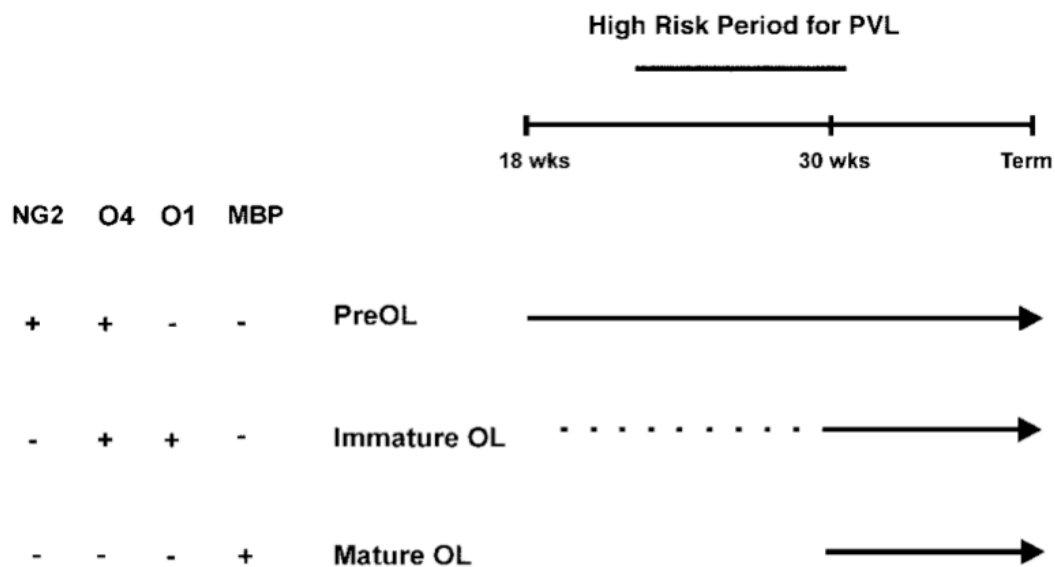 High Risk Period for PVL
18 wks 30 wks Term
NG2 O4 O1 MBP
+ + - - PreOL
- + + - Immature OL
- - - + Mature OL